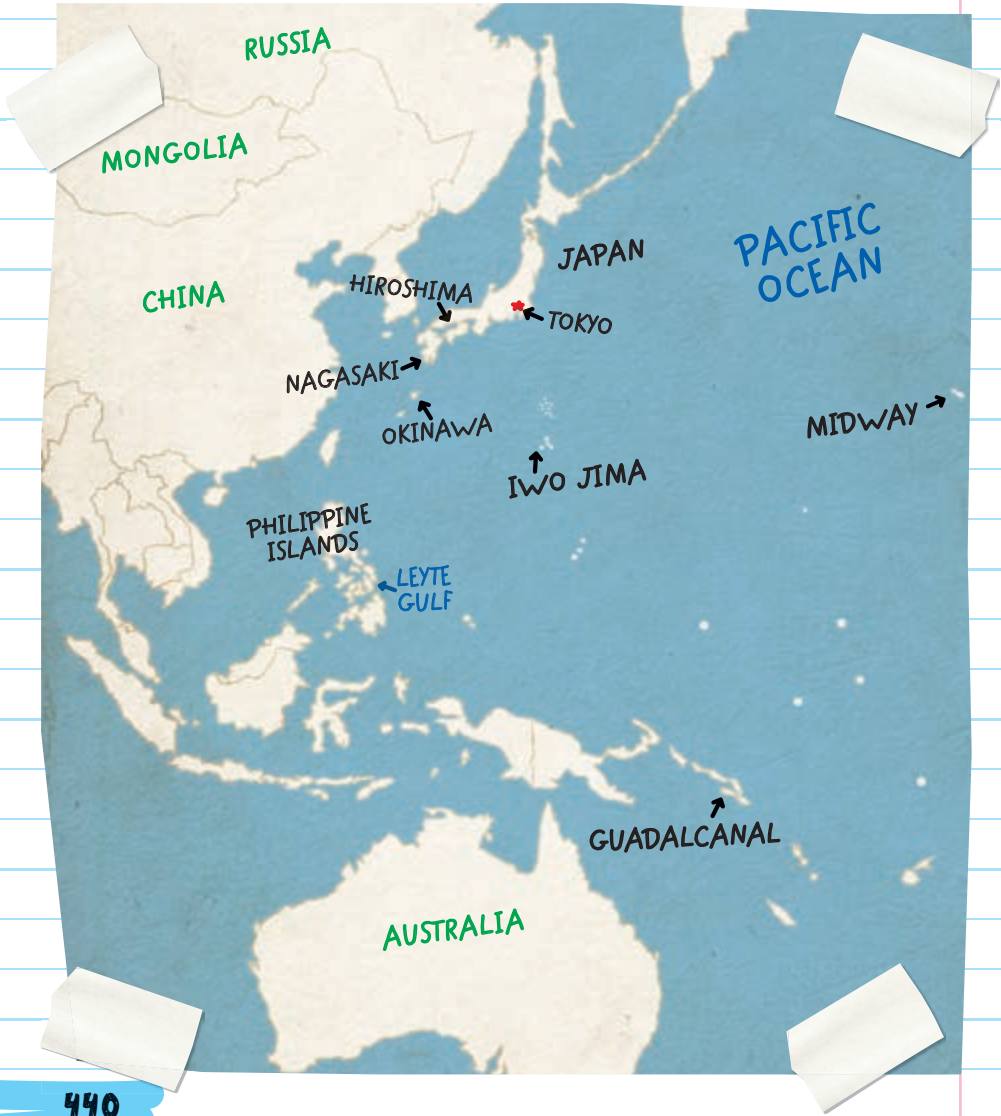 RUSSIA
MONGOLIA
CHINA
PACIFIC
OCEAN
JAPAN
HIROSHIMA
TOKYO
NAGASAKI
OKINAWA
MIDWAY
IWO JIMA
PHILIPPINE
ISLANDS
LEYTE
GULF
GUADALCANAL
AUSTRALIA
440